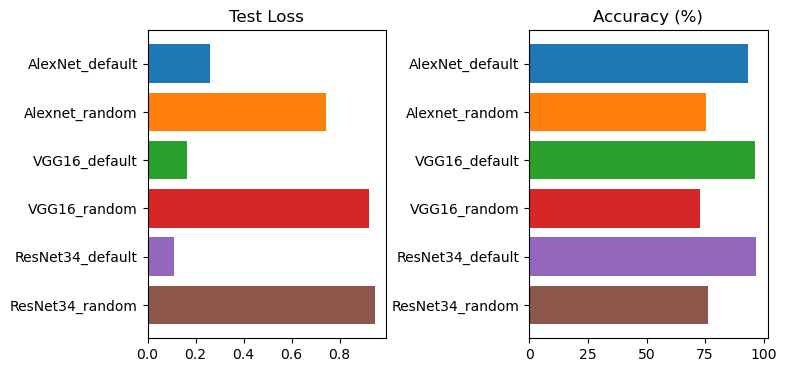 Test Loss
AlexNet_default
Alexnet_random
VGG16_default
VGG16_random
ResNet34_default
ResNet34_random
0.0 0.2 0.4 0.6 0.8
Accuracy (%)
AlexNet_default
Alexnet_random
VGG16_default
VGG16_random
ResNet34_default
ResNet34_random
0 25 50 75 100